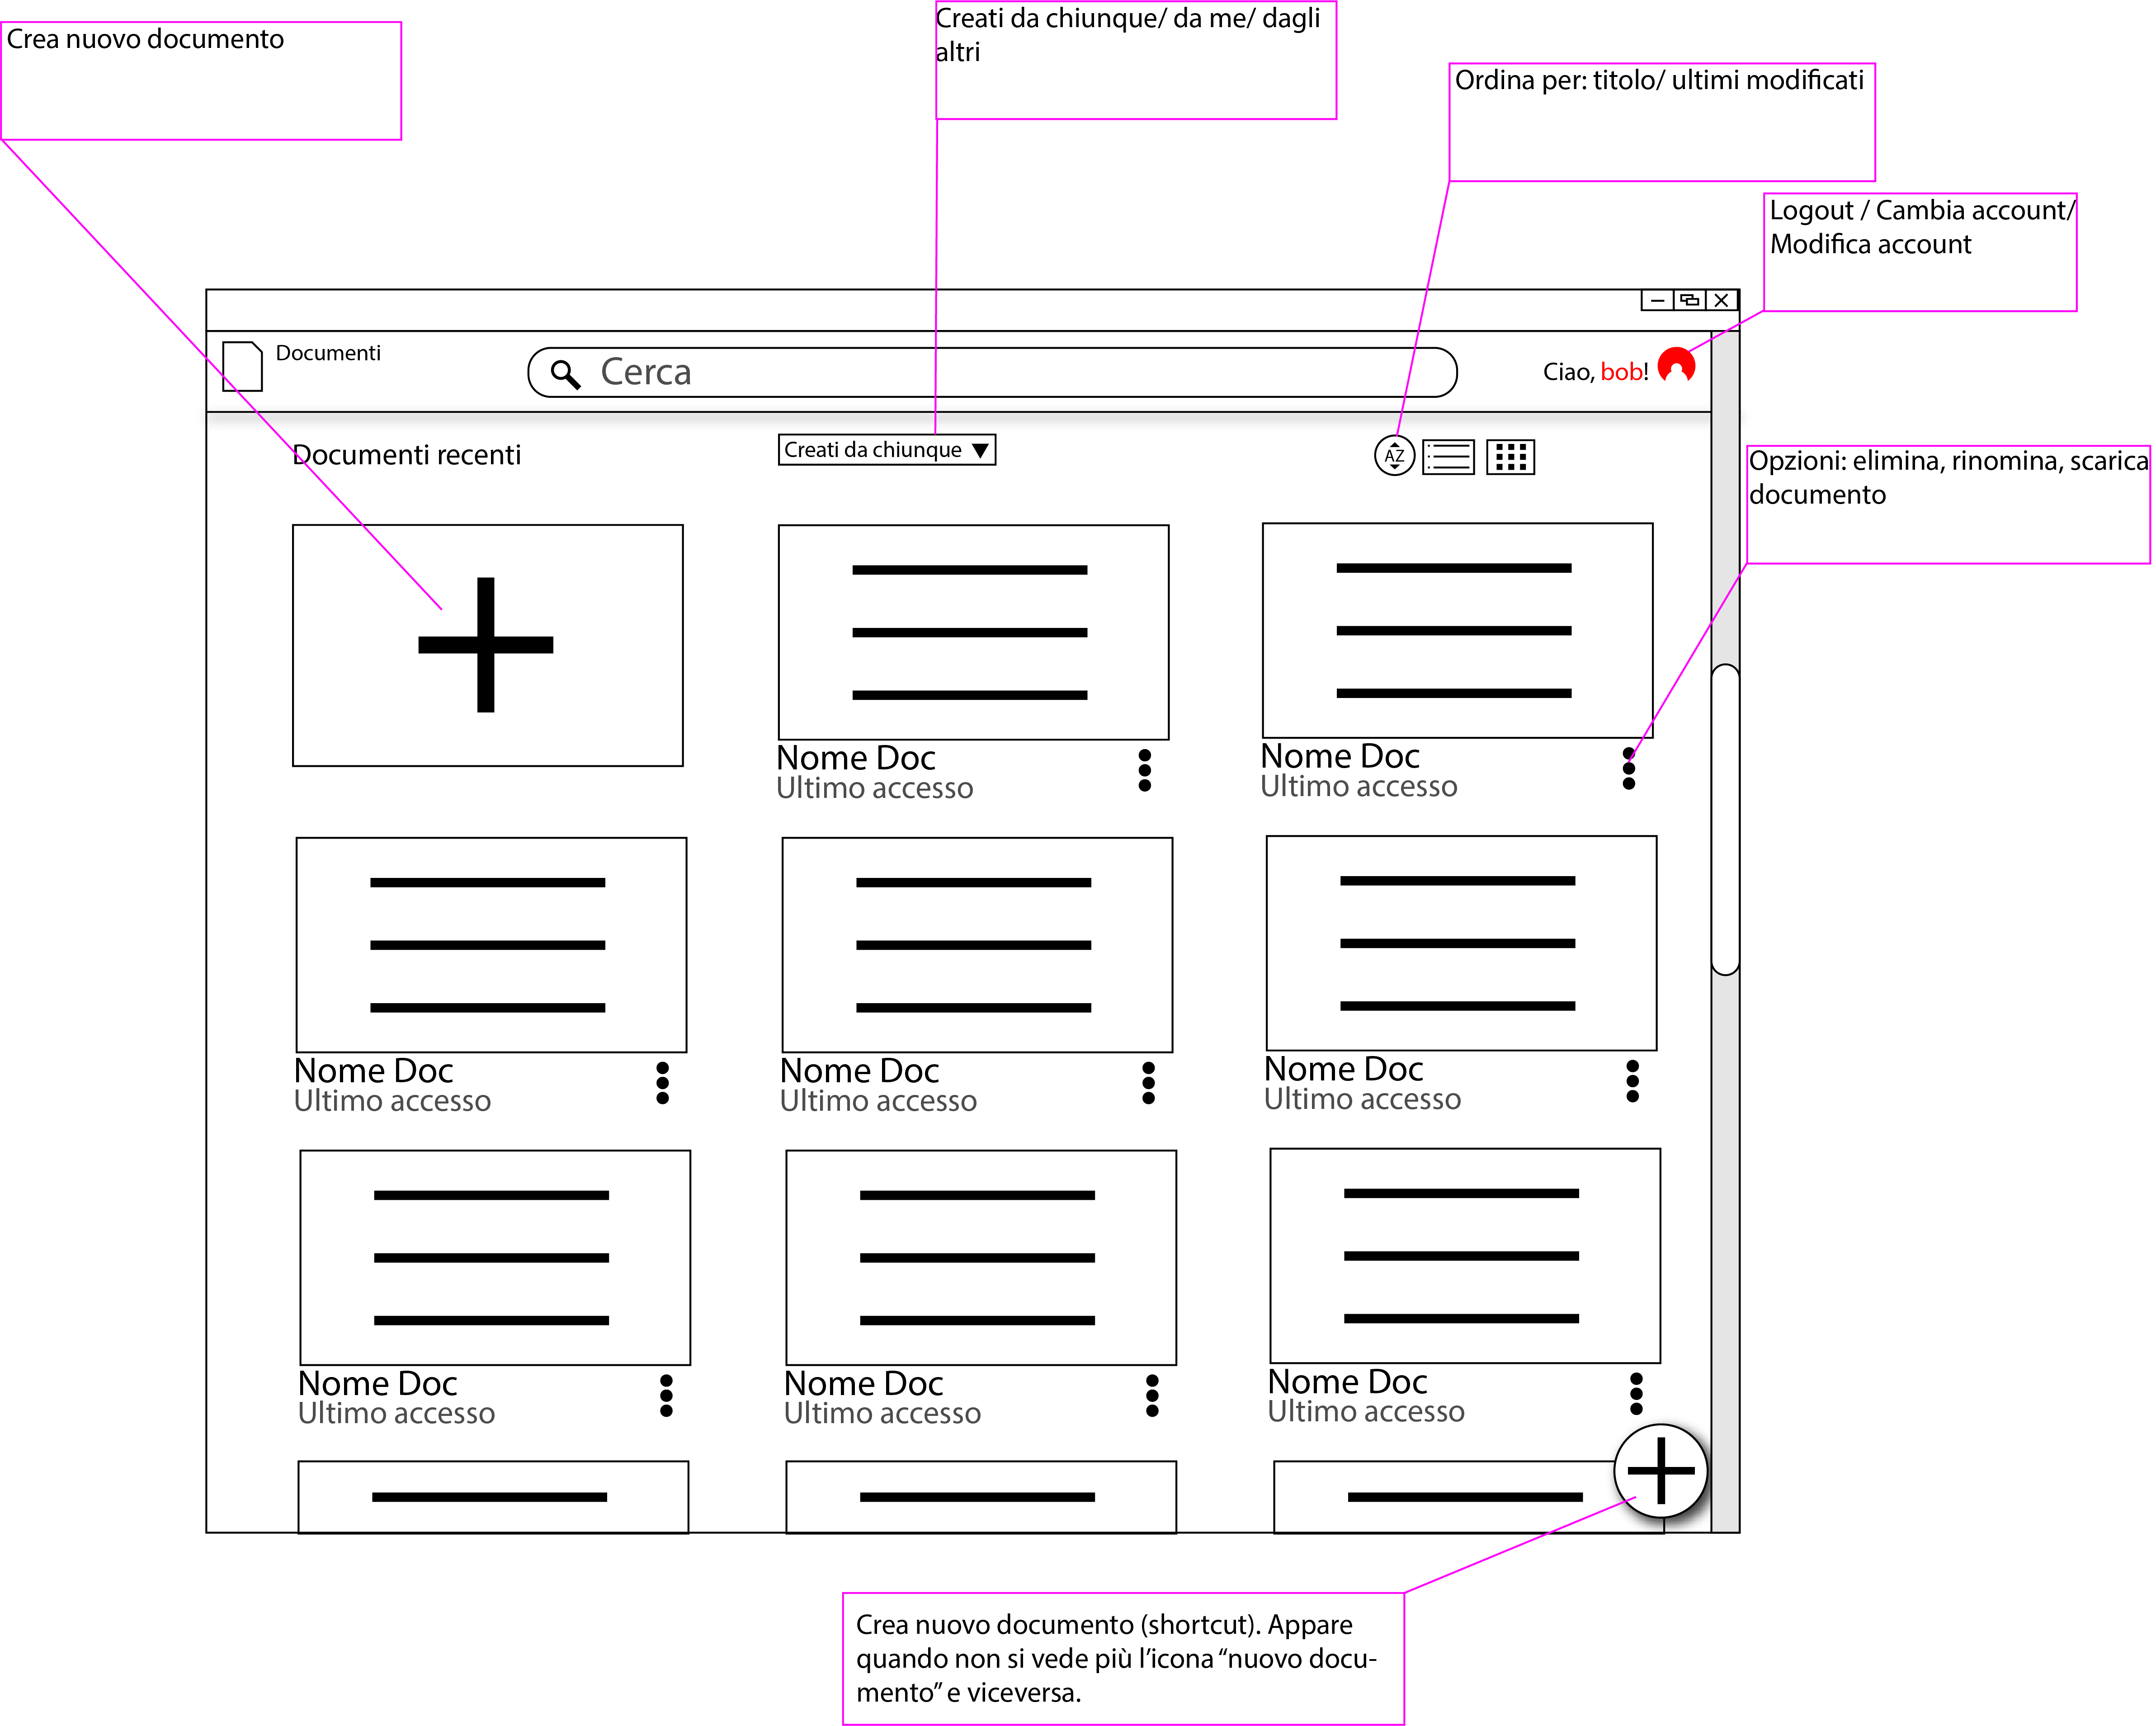 Crea nuovo documento
Creati da chiunque/ da me/ dagli
altri
Ordina per: titolo/ ultimi modificati
Logout / Cambia account/
Modifica account
Documenti
Cerca
Ciao, bob!
Documenti recenti
Creati da chiunque
AZ
Opzioni: elimina, rinomina, scarica
documento
Nome Doc
Ultimo accesso
Nome Doc
Ultimo accesso
Nome Doc
Ultimo accesso
Nome Doc
Ultimo accesso
Nome Doc
Ultimo accesso
Nome Doc
Ultimo accesso
Nome Doc
Ultimo accesso
Nome Doc
Ultimo accesso
Crea nuovo documento (shortcut). Appare
quando non si vede più l’icona “nuovo docu-
mento” e viceversa.